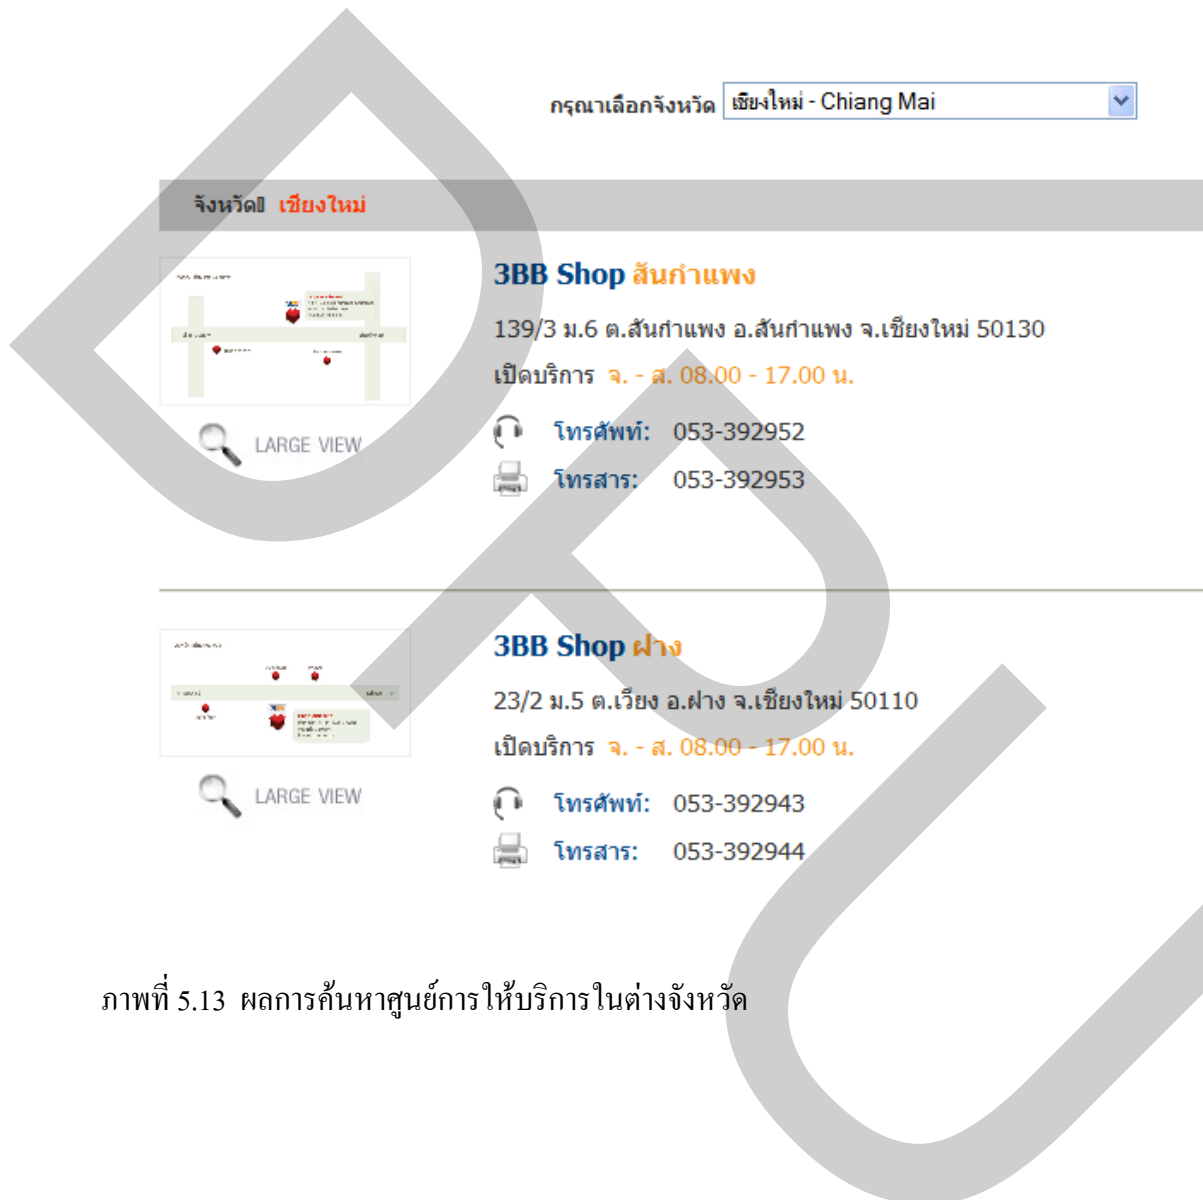 กรุณาเลือกจังหวัด เชียงใหม่ - Chiang Mai
จังหวัด เชียงใหม่
3BB Shop สันกำแพง
139/3 ม.6 ต.สันกำแพง อ.สันกำแพง จ.เชียงใหม่ 50130
เปิดบริการ จ. - ส. 08.00 - 17.00 น.
LARGE VIEW
โทรศัพท์: 053-392952
โทรสาร: 053-392953
3BB Shop ฝาง
23/2 ม.5 ต.เวียง อ.ฝาง จ.เชียงใหม่ 50110
เปิดบริการ จ. - ส. 08.00 - 17.00 น.
LARGE VIEW
โทรศัพท์: 053-392943
โทรสาร: 053-392944
ภาพที่ 5.13 ผลการค้นหาศูนย์การให้บริการในต่างจังหวัด
DPU